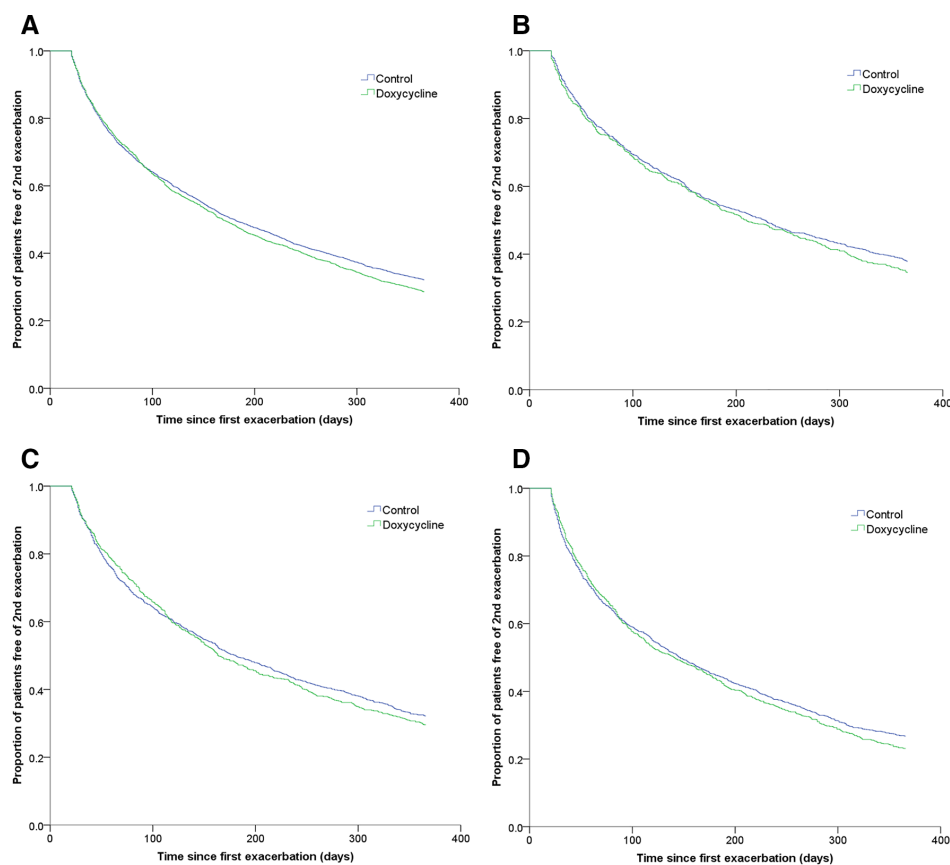 A
Proportion of patients free of 2nd exacerbation
1.0
0.8
0.6
0.4
0.2
0.0
Control
Doxycycline
0 100 200 300 400
Time since first exacerbation (days)
B
Proportion of patients free of 2nd exacerbation
1.0
0.8
0.6
0.4
0.2
0.0
Control
Doxycycline
0 100 200 300 400
Time since first exacerbation (days)
C
Proportion of patients free of 2nd exacerbation
1.0
0.8
0.6
0.4
0.2
0.0
Control
Doxycycline
0 100 200 300 400
Time since first exacerbation (days)
D
Proportion of patients free of 2nd exacerbation
1.0
0.8
0.6
0.4
0.2
0.0
Control
Doxycycline
0 100 200 300 400
Time since first exacerbation (days)